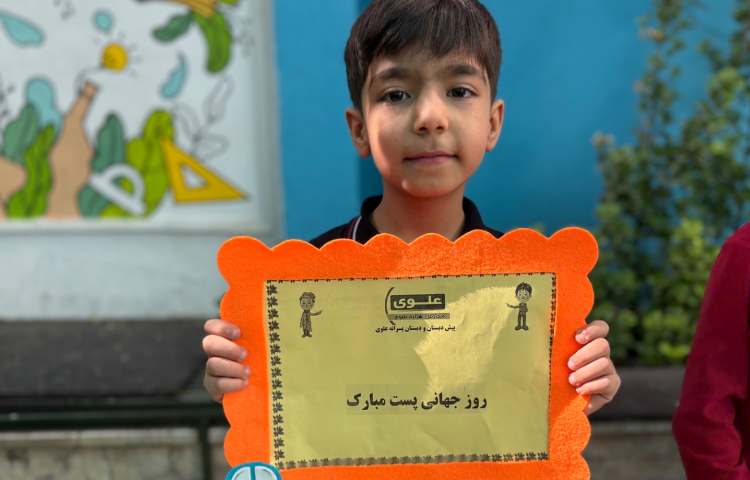 علوی
پیش دبستان و دبستان پسرانه علوی
روز جهانی پست مبارک